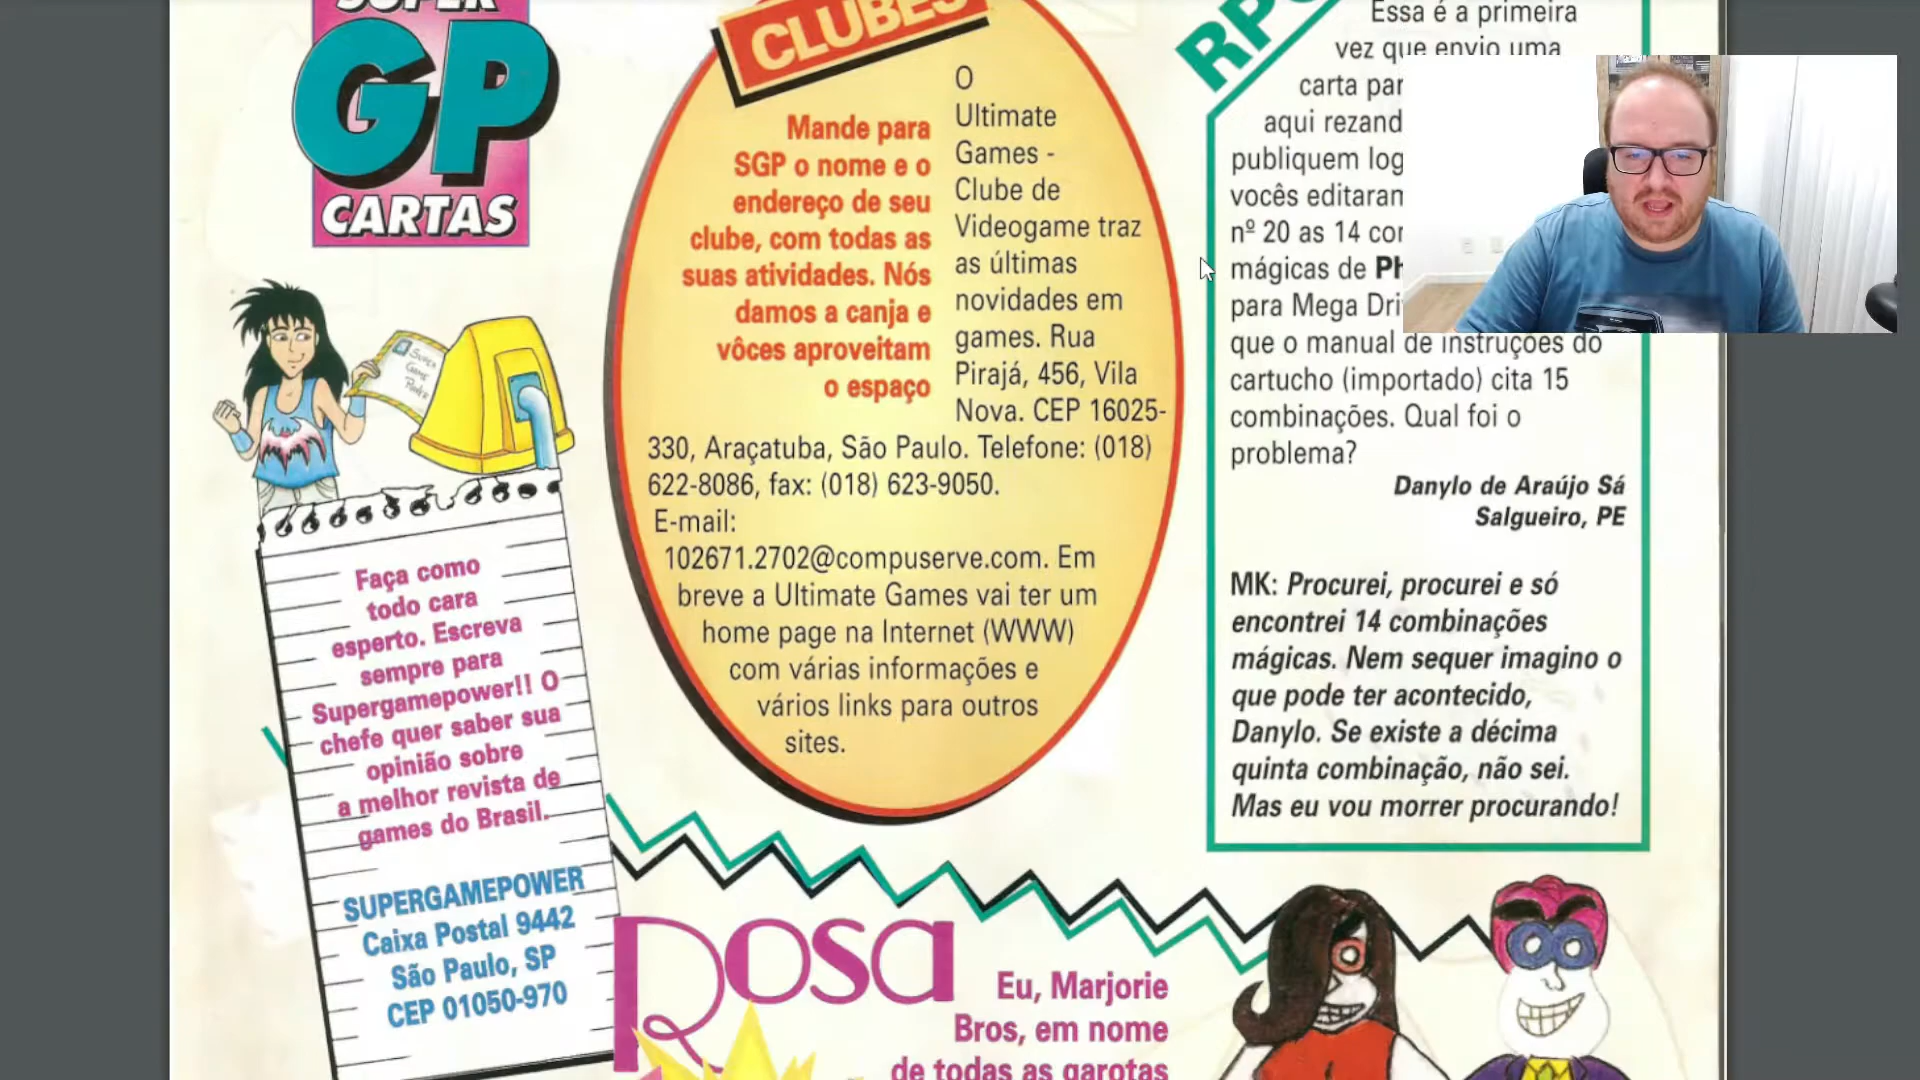 SUPER
GP
CARTAS
SUPER
GAME
POWER
Faça como
todo cara
esperto. Escreva
sempre para
Supergamepower!! O
chefe quer saber sua
opinião sobre
a melhor revista de
games do Brasil.
SUPERGAMEPOWER
Caixa Postal 9442
São Paulo, SP
CEP 01050-970
CLUBES
Mande para
SGP o nome e o
endereço de seu
clube, com todas as
suas atividades. Nós
damos a canja e
vôces aproveitam
o espaço
O
Ultimate
Games -
Clube de
Videogame traz
as últimas
novidades em
games. Rua
Pirajá, 456, Vila
Nova. CEP 16025-
330, Araçatuba, São Paulo. Telefone: (018)
622-8086, fax: (018) 623-9050.
E-mail:
102671.2702@compuserve.com. Em
breve a Ultimate Games vai ter um
home page na Internet (WWW)
com várias informações e
vários links para outros
sites.
RPG
Essa é a primeira
vez que envio uma
carta par
aqui rezand
publiquem log
vocês editaram
nº 20 as 14 cor
mágicas de Ph
para Mega Dri
que o manual de instruções do
cartucho (importado) cita 15
combinações. Qual foi o
problema?
Danylo de Araújo Sá
Salgueiro, PE
MK: Procurei, procurei e só
encontrei 14 combinações
mágicas. Nem sequer imagino o
que pode ter acontecido,
Danylo. Se existe a décima
quinta combinação, não sei.
Mas eu vou morrer procurando!
Rosa
Eu, Marjorie
Bros, em nome
de todas as garotas